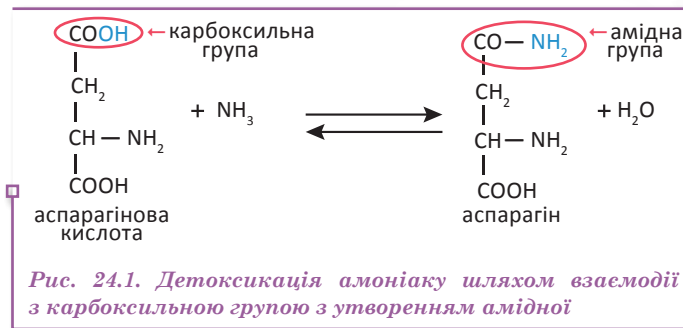 COOH ← карбоксильна група
CH₂
+ NH₃
CH — NH₂
COOH
аспарагінова
кислота
CO — NH₂ ← амідна група
CH₂
+ H₂O
CH — NH₂
COOH
аспарагін
Рис. 24.1. Детоксикація амоніаку шляхом взаємодії
з карбоксильною групою з утворенням амідної